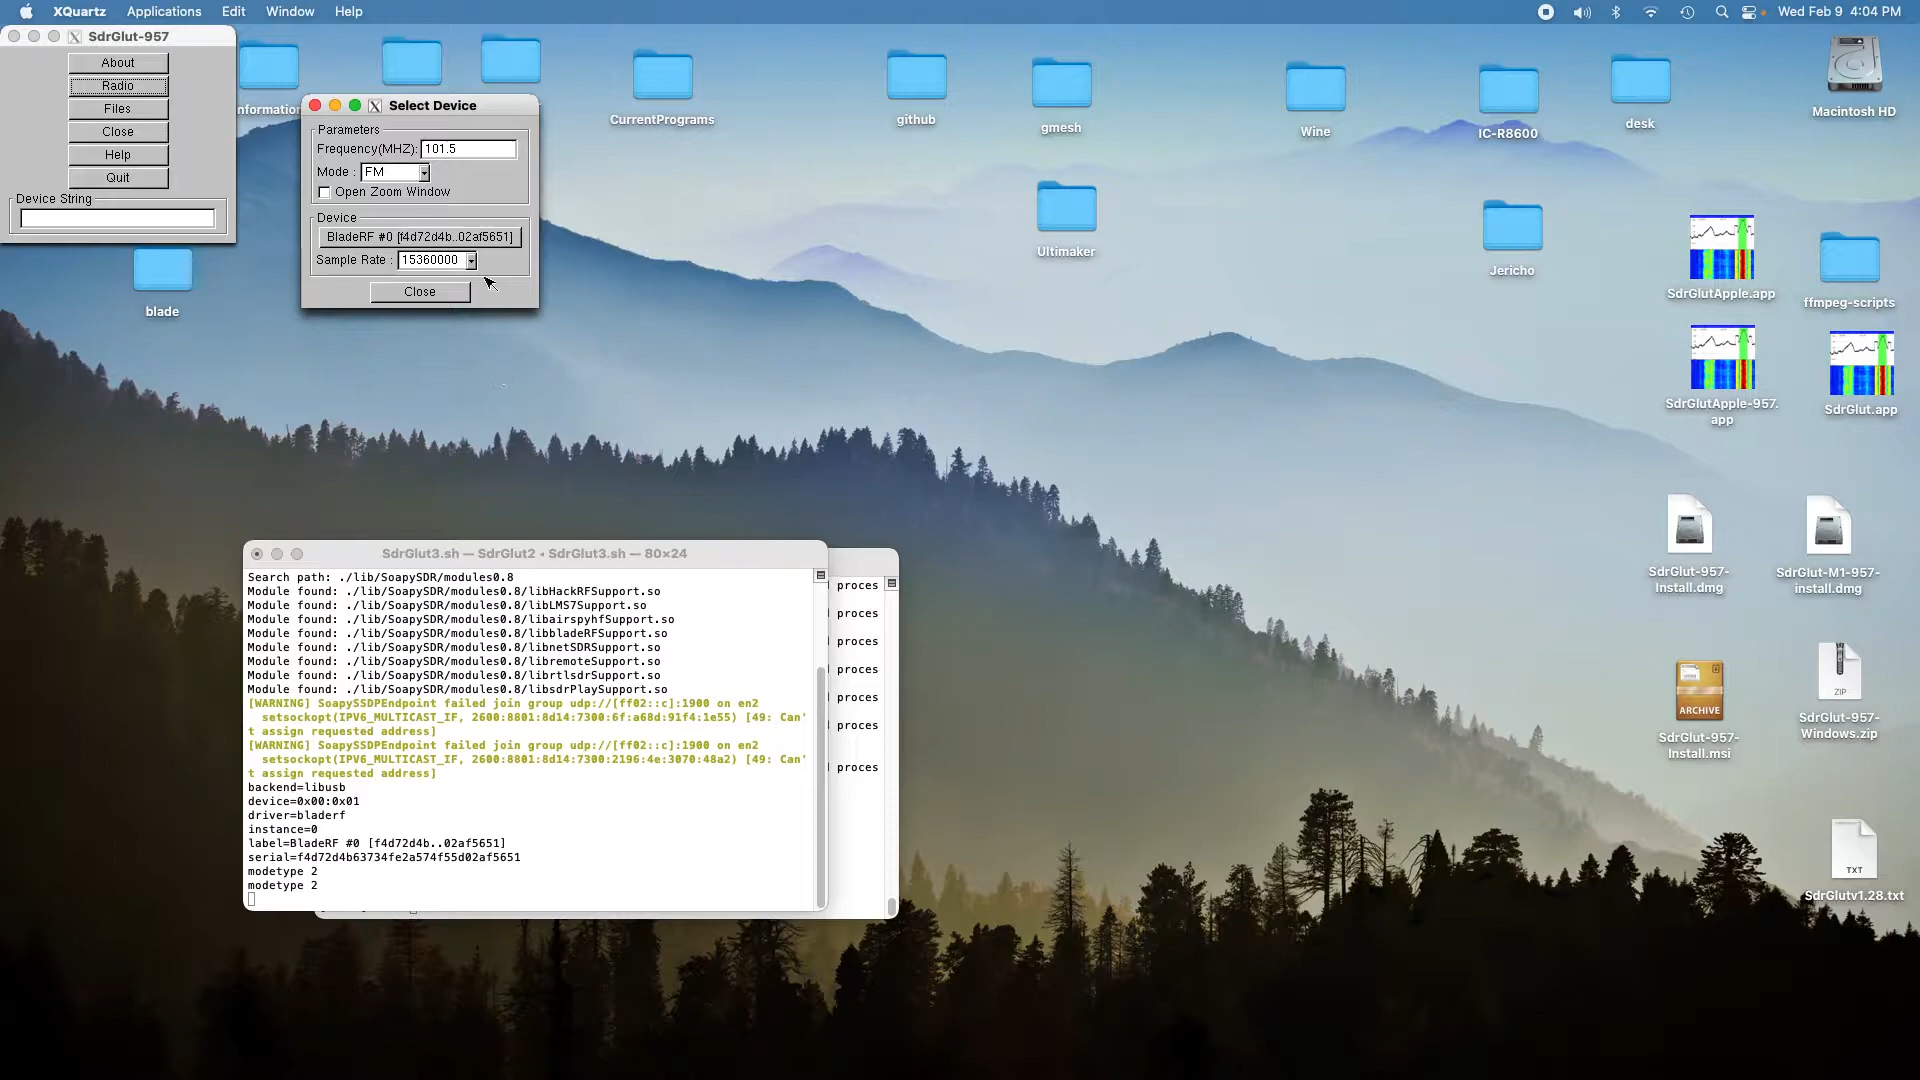 XQuartz Applications Edit Window Help
Wed Feb 9 4:04 PM
SdrGlut-957
About
Radio
Files
Close
Help
Quit
Device String
Select Device
Parameters
Frequency(MHZ): 101.5
Mode : FM
Open Zoom Window
Device
BladeRF #0 [f4d72d4b..02af5651]
Sample Rate : 15360000
Close
nformation
CurrentPrograms
github
gmesh
Wine
IC-R8600
desk
Macintosh HD
Ultimaker
Jericho
SdrGlutApple.app
ffmpeg-scripts
blade
SdrGlutApple-957.
app
SdrGlut.app
SdrGlut-957-
Install.dmg
SdrGlut-M1-957-
install.dmg
ARCHIVE
SdrGlut-957-
Install.msi
ZIP
SdrGlut-957-
Windows.zip
TXT
SdrGlutv1.28.txt
SdrGlut3.sh — SdrGlut2 ◂ SdrGlut3.sh — 80×24
Search path: ./lib/SoapySDR/modules0.8
Module found: ./lib/SoapySDR/modules0.8/libHackRFSupport.so
Module found: ./lib/SoapySDR/modules0.8/libLMS7Support.so
Module found: ./lib/SoapySDR/modules0.8/libairspyhfSupport.so
Module found: ./lib/SoapySDR/modules0.8/libbladeRFSupport.so
Module found: ./lib/SoapySDR/modules0.8/libnetSDRSupport.so
Module found: ./lib/SoapySDR/modules0.8/libremoteSupport.so
Module found: ./lib/SoapySDR/modules0.8/librtlsdrSupport.so
Module found: ./lib/SoapySDR/modules0.8/libsdrPlaySupport.so
[WARNING] SoapySSDPEndpoint failed join group udp://[ff02::c]:1900 on en2
setsockopt(IPV6_MULTICAST_IF, 2600:8801:8d14:7300:6f:a68d:91f4:1e55) [49: Can'
t assign requested address]
[WARNING] SoapySSDPEndpoint failed join group udp://[ff02::c]:1900 on en2
setsockopt(IPV6_MULTICAST_IF, 2600:8801:8d14:7300:2196:4e:3070:48a2) [49: Can'
t assign requested address]
backend=libusb
device=0x00:0x01
driver=bladerf
instance=0
label=BladeRF #0 [f4d72d4b..02af5651]
serial=f4d72d4b63734fe2a574f55d02af5651
modetype 2
modetype 2
proces
proces
proces
proces
proces
proces
proces